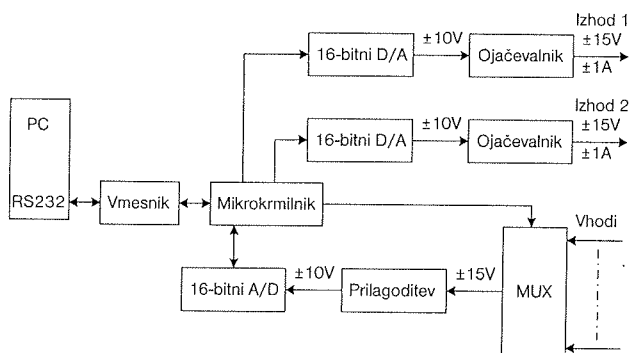 Izhod 1
16-bitni D/A
±10V
Ojačevalnik
±15V
±1A
Izhod 2
16-bitni D/A
±10V
Ojačevalnik
±15V
±1A
PC
RS232
Vmesnik
Mikrokrmilnik
Vhodi
16-bitni A/D
±10V
Prilagoditev
±15V
MUX